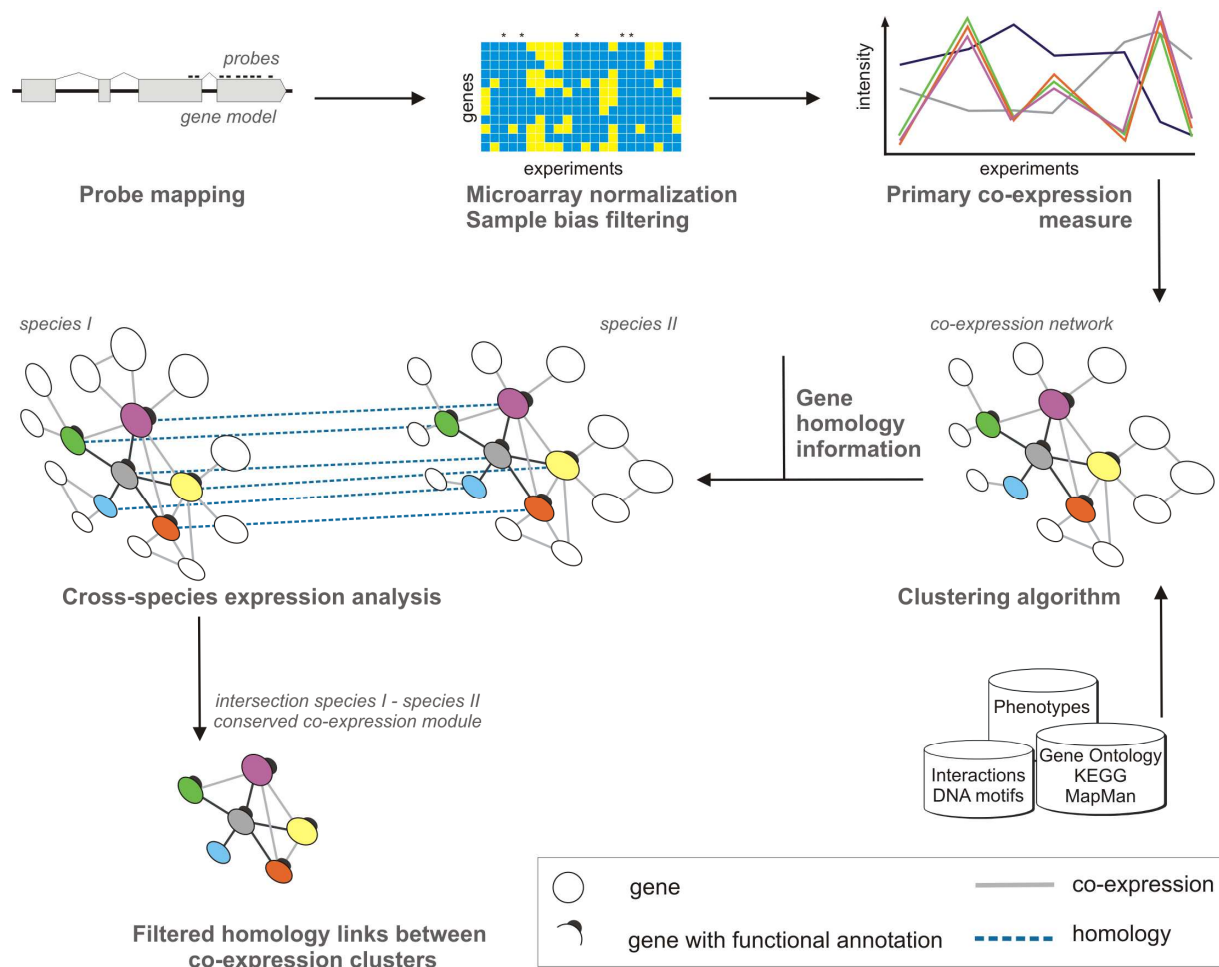 probes
gene model
Probe mapping
* * * * *
genes
experiments
Microarray normalization
Sample bias filtering
intensity
experiments
Primary co-expression
measure
species I
species II
co-expression network
Gene
homology
information
Cross-species expression analysis
Clustering algorithm
intersection species I - species II
conserved co-expression module
Phenotypes
Interactions
DNA motifs
Gene Ontology
KEGG
MapMan
Filtered homology links between
co-expression clusters
gene
co-expression
gene with functional annotation
homology